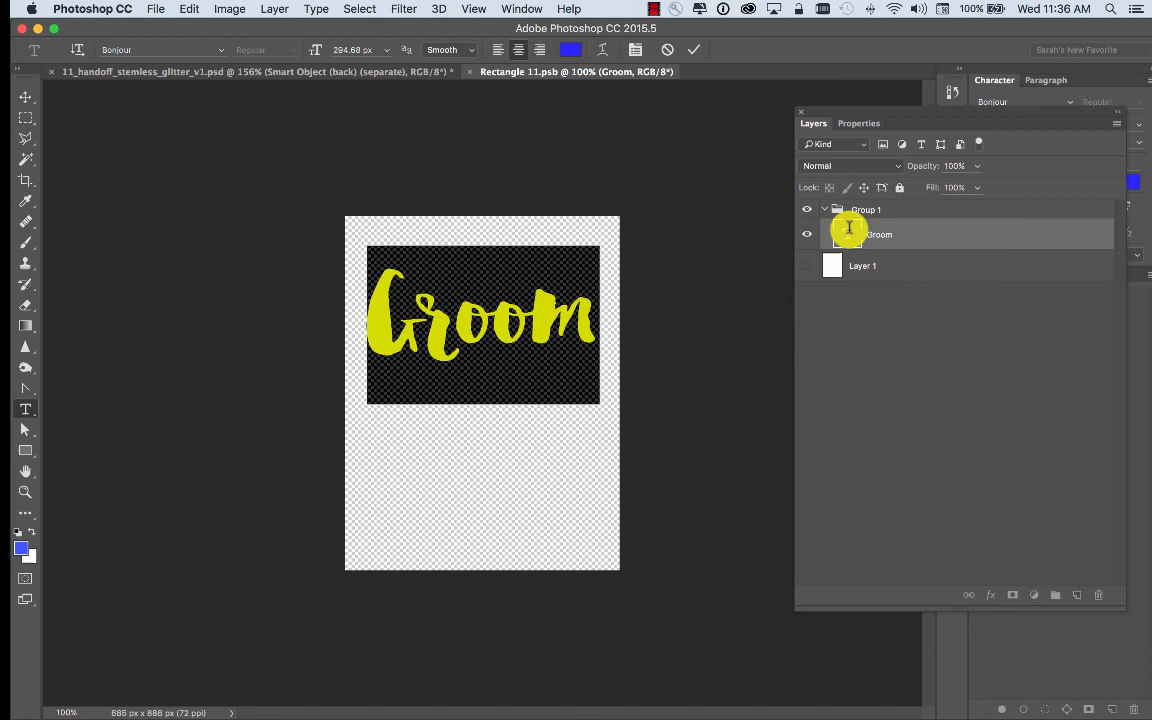 Photoshop CC File Edit Image Layer Type Select Filter 3D View Window Help 100% Wed 11:36 AM
Adobe Photoshop CC 2015.5
Bonjour Regular 294.68 px Smooth Sarah's New Favorite
11_handoff_stemless_glitter_v1.psd @ 156% (Smart Object (back) (separate), RGB/8*) * Rectangle 11.psb @ 100% (Groom, RGB/8*)
Character Paragraph
Bonjour Regular
Layers Properties
Kind
Normal Opacity: 100%
Lock: Fill: 100%
Group 1
Groom
Layer 1
Groom
100% 685 px x 886 px (72 ppi)